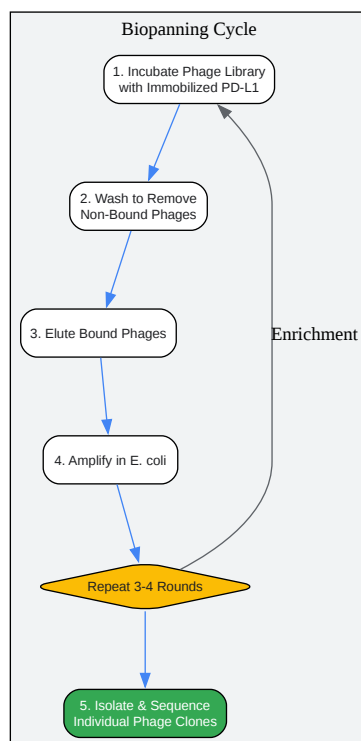 Biopanning Cycle
1. Incubate Phage Library
with Immobilized PD-L1
2. Wash to Remove
Non-Bound Phages
3. Elute Bound Phages
Enrichment
4. Amplify in E. coli
Repeat 3-4 Rounds
5. Isolate & Sequence
Individual Phage Clones